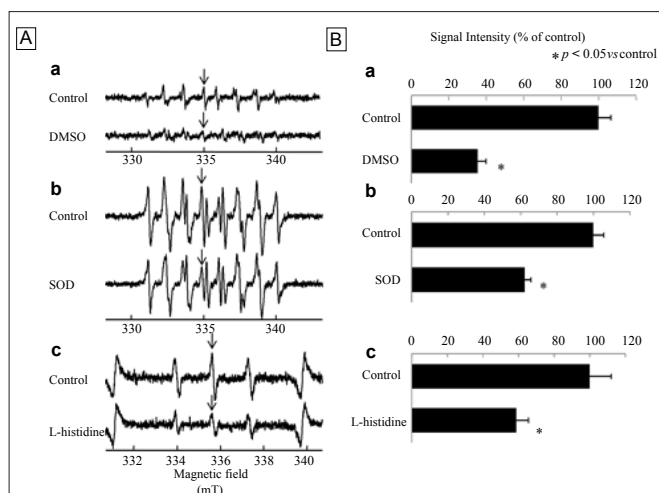 A
a
Control
DMSO
330 335 340
b
Control
SOD
330 335 340
c
Control
L-histidine
332 334 336 338 340
Magnetic field
(mT)
B
Signal Intensity (% of control)
* p < 0.05 vs control
a
0 20 40 60 80 100 120
Control
DMSO
*
b
0 20 40 60 80 100 120
Control
SOD
*
c
0 20 40 60 80 100 120
Control
L-histidine
*